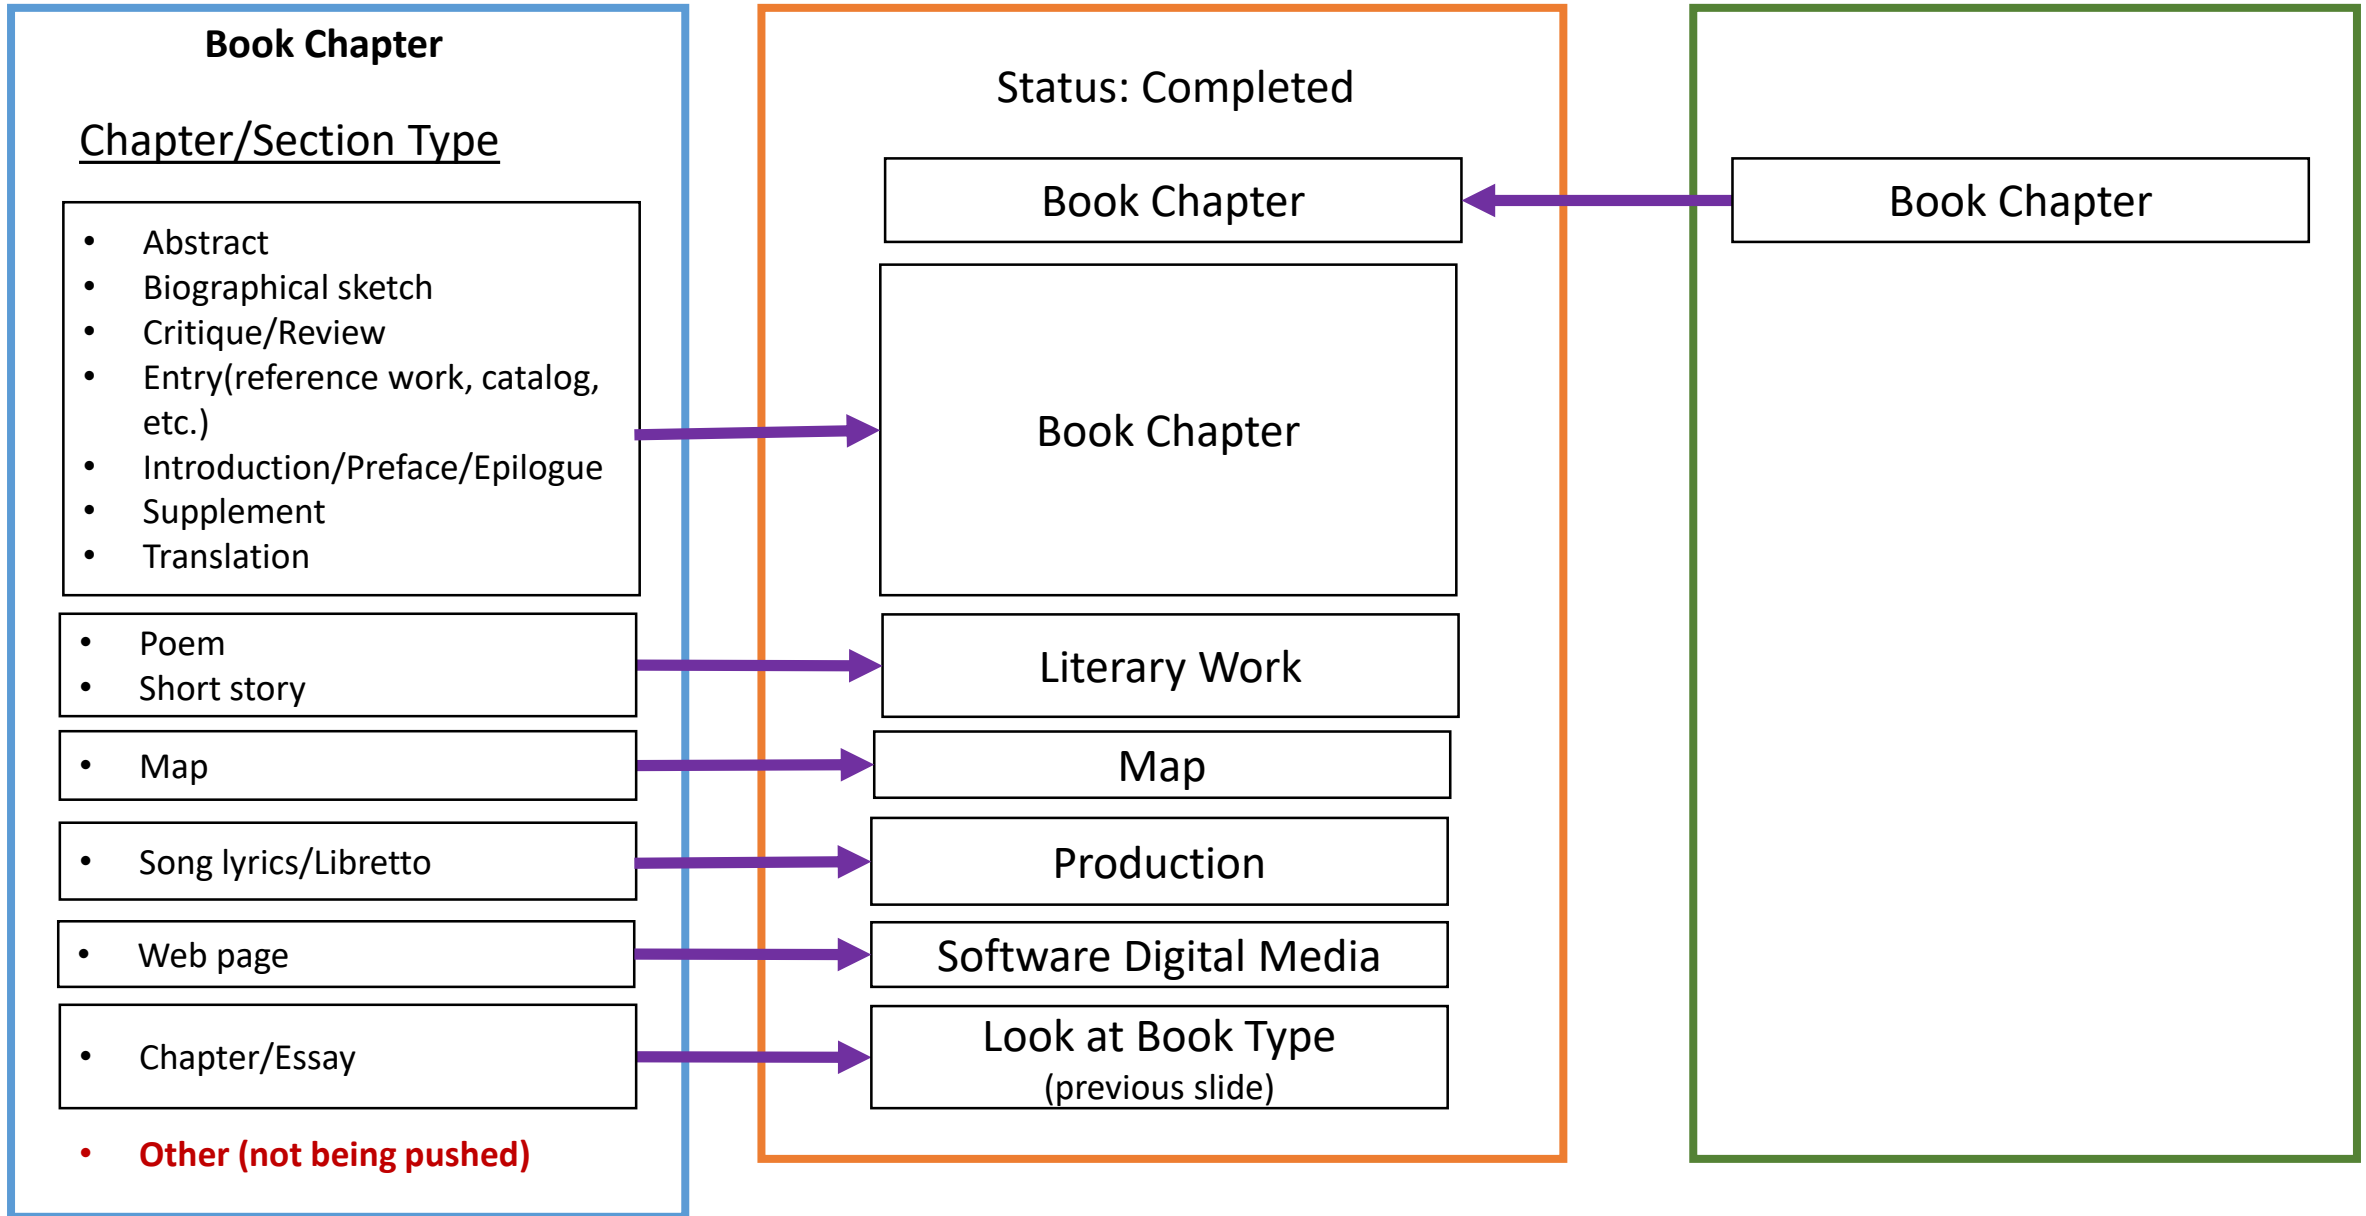 Book Chapter
Chapter/Section Type
• Abstract
• Biographical sketch
• Critique/Review
• Entry(reference work, catalog,
etc.)
• Introduction/Preface/Epilogue
• Supplement
• Translation
• Poem
• Short story
• Map
• Song lyrics/Libretto
• Web page
• Chapter/Essay
• Other (not being pushed)
Status: Completed
Book Chapter
Book Chapter
Literary Work
Map
Production
Software Digital Media
Look at Book Type
(previous slide)
Book Chapter